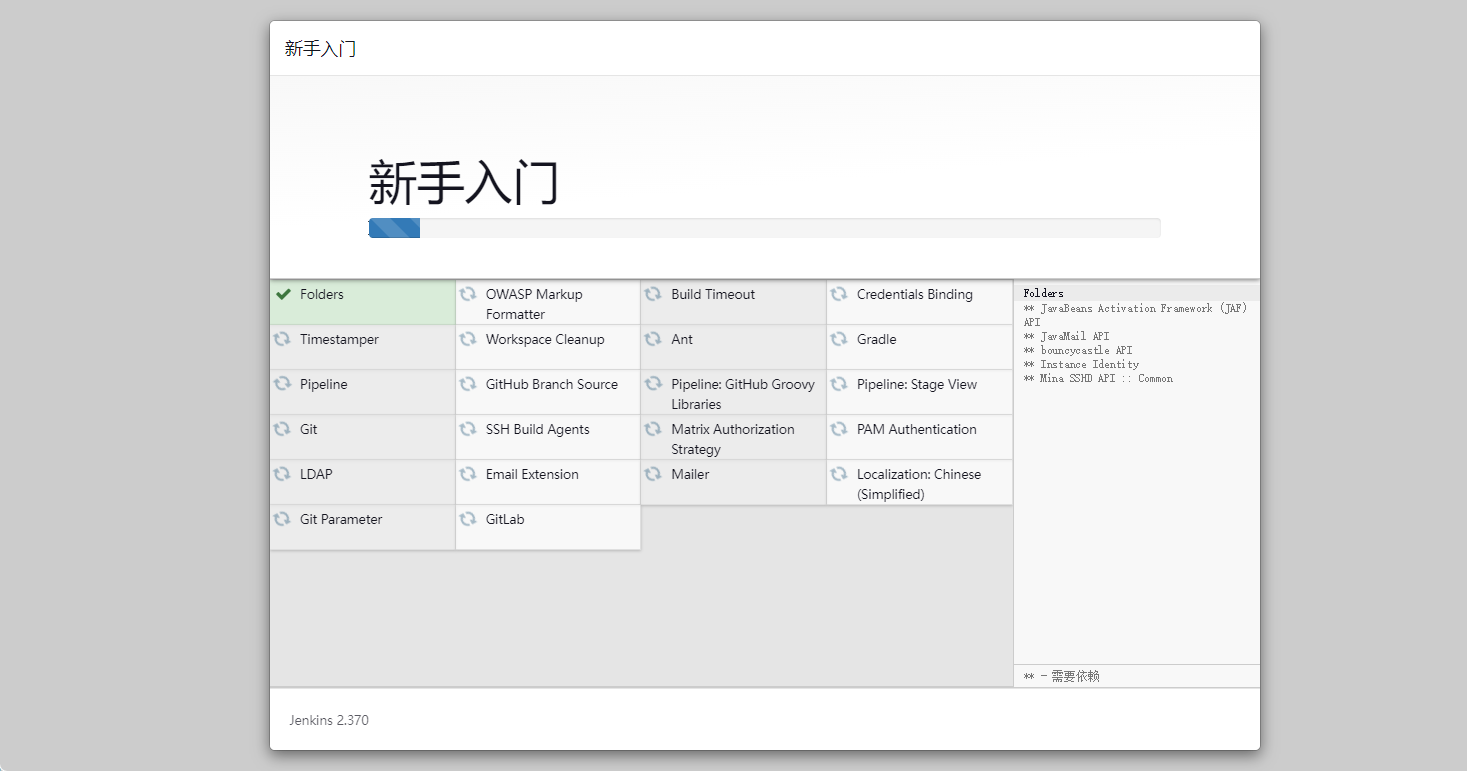 新手入门
新手入门
Folders
OWASP Markup
Formatter
Build Timeout
Credentials Binding
Timestamper
Workspace Cleanup
Ant
Gradle
Pipeline
GitHub Branch Source
Pipeline: GitHub Groovy
Libraries
Pipeline: Stage View
Git
SSH Build Agents
Matrix Authorization
Strategy
PAM Authentication
LDAP
Email Extension
Mailer
Localization: Chinese
(Simplified)
Git Parameter
GitLab
Folders
** JavaBeans Activation Framework (JAF)
API
** JavaMail API
** bouncycastle API
** Instance Identity
** Mina SSHD API :: Common
** - 需要依赖
Jenkins 2.370